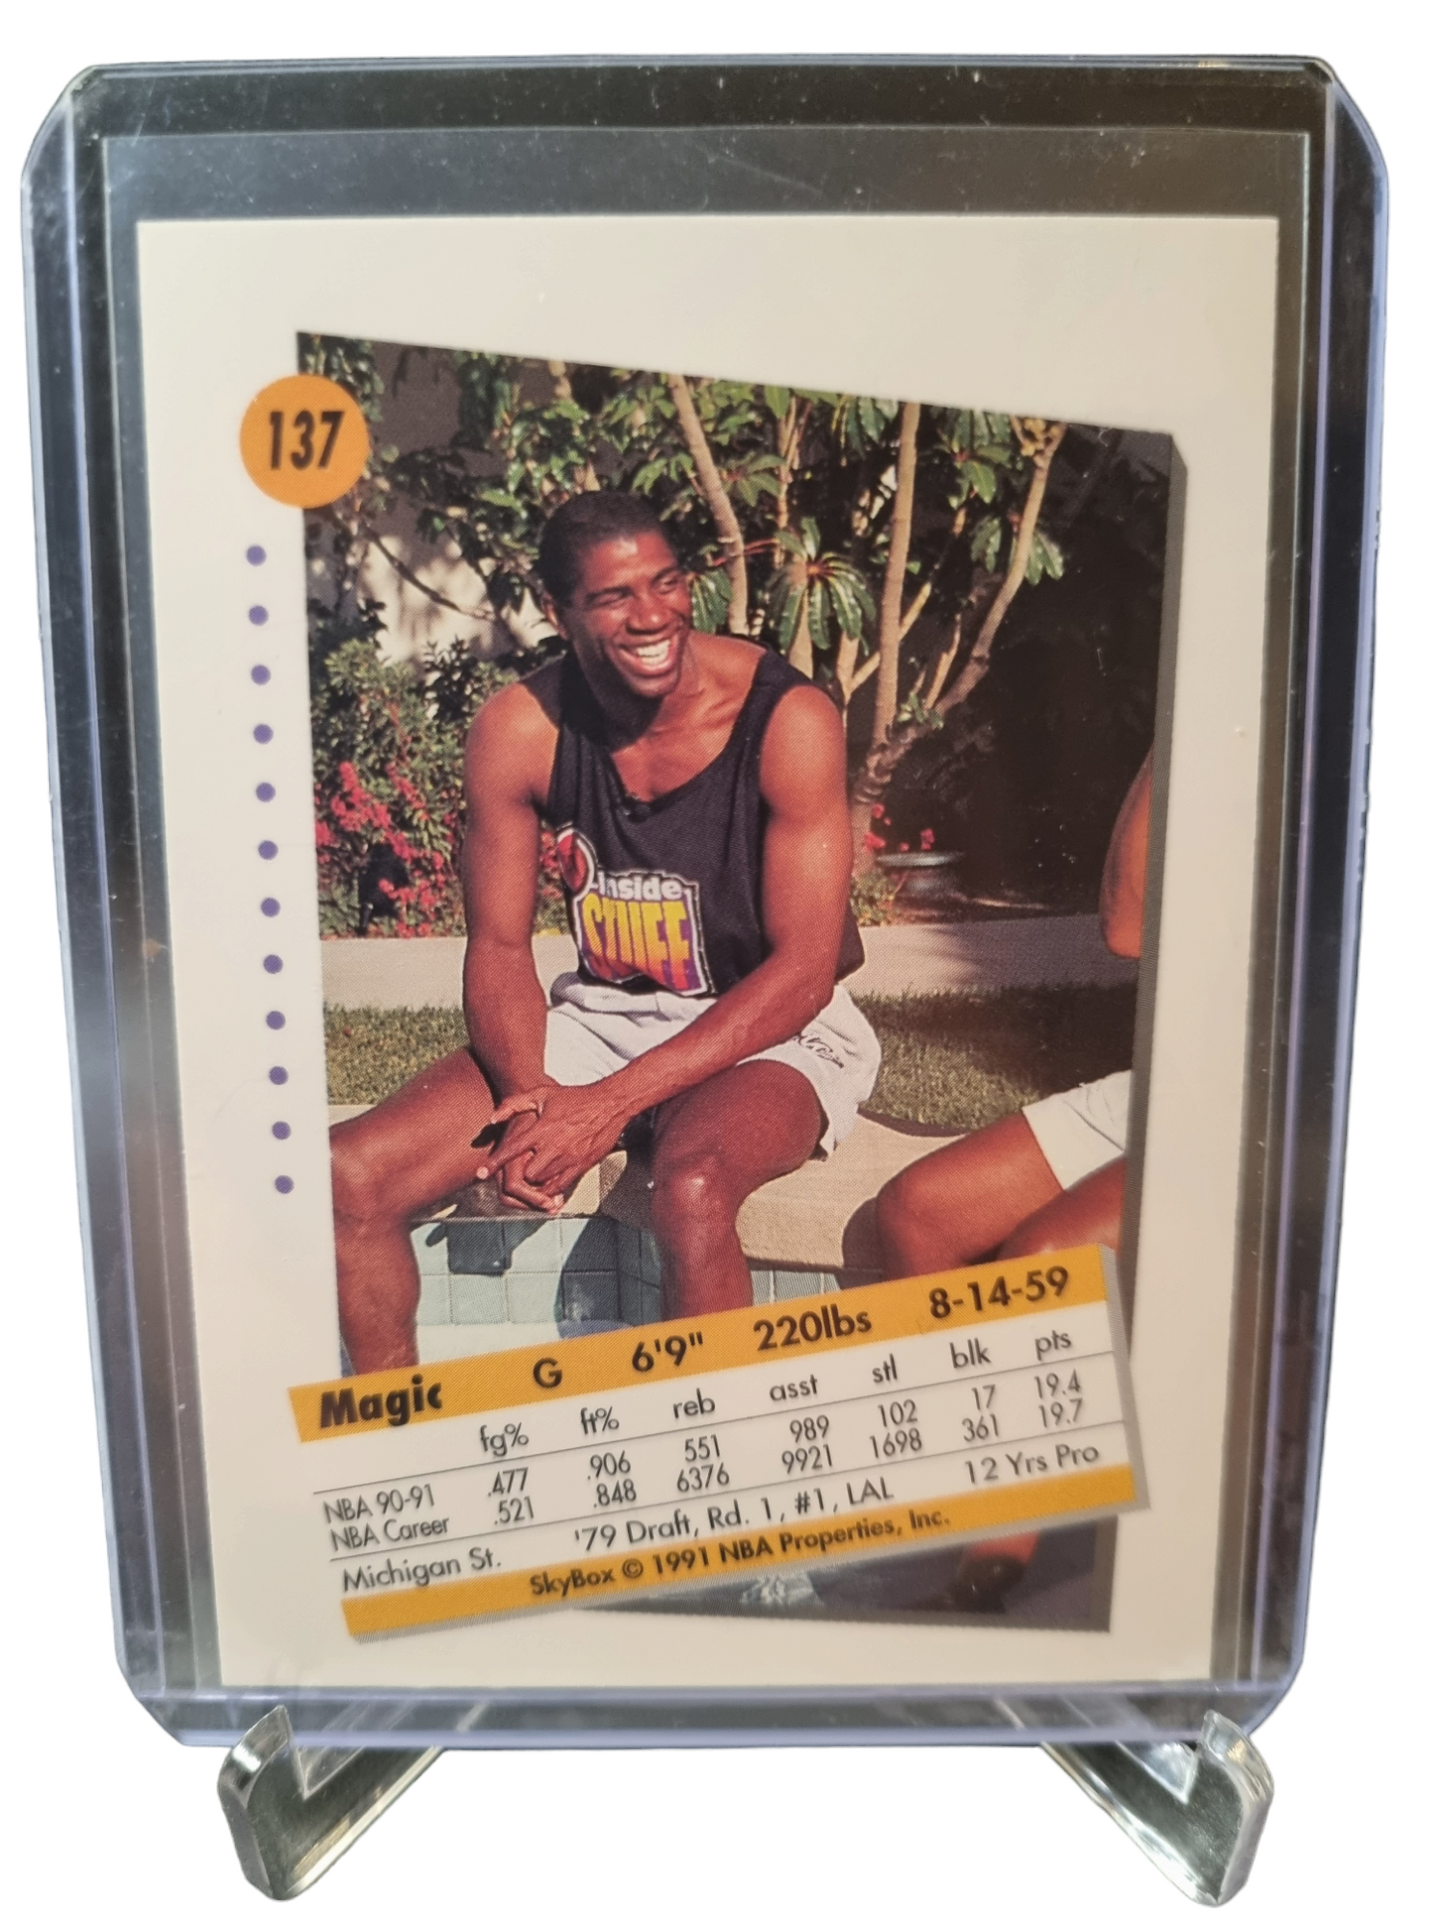 137
inside
STUFF
Magic G 6'9" 220lbs 8-14-59
fg% ft% reb asst stl blk pts
NBA 90-91 .477 .906 551 989 102 17 19.4
NBA Career .521 .848 6376 9921 1698 361 19.7
Michigan St. '79 Draft, Rd. 1, #1, LAL 12 Yrs Pro
SkyBox © 1991 NBA Properties, Inc.